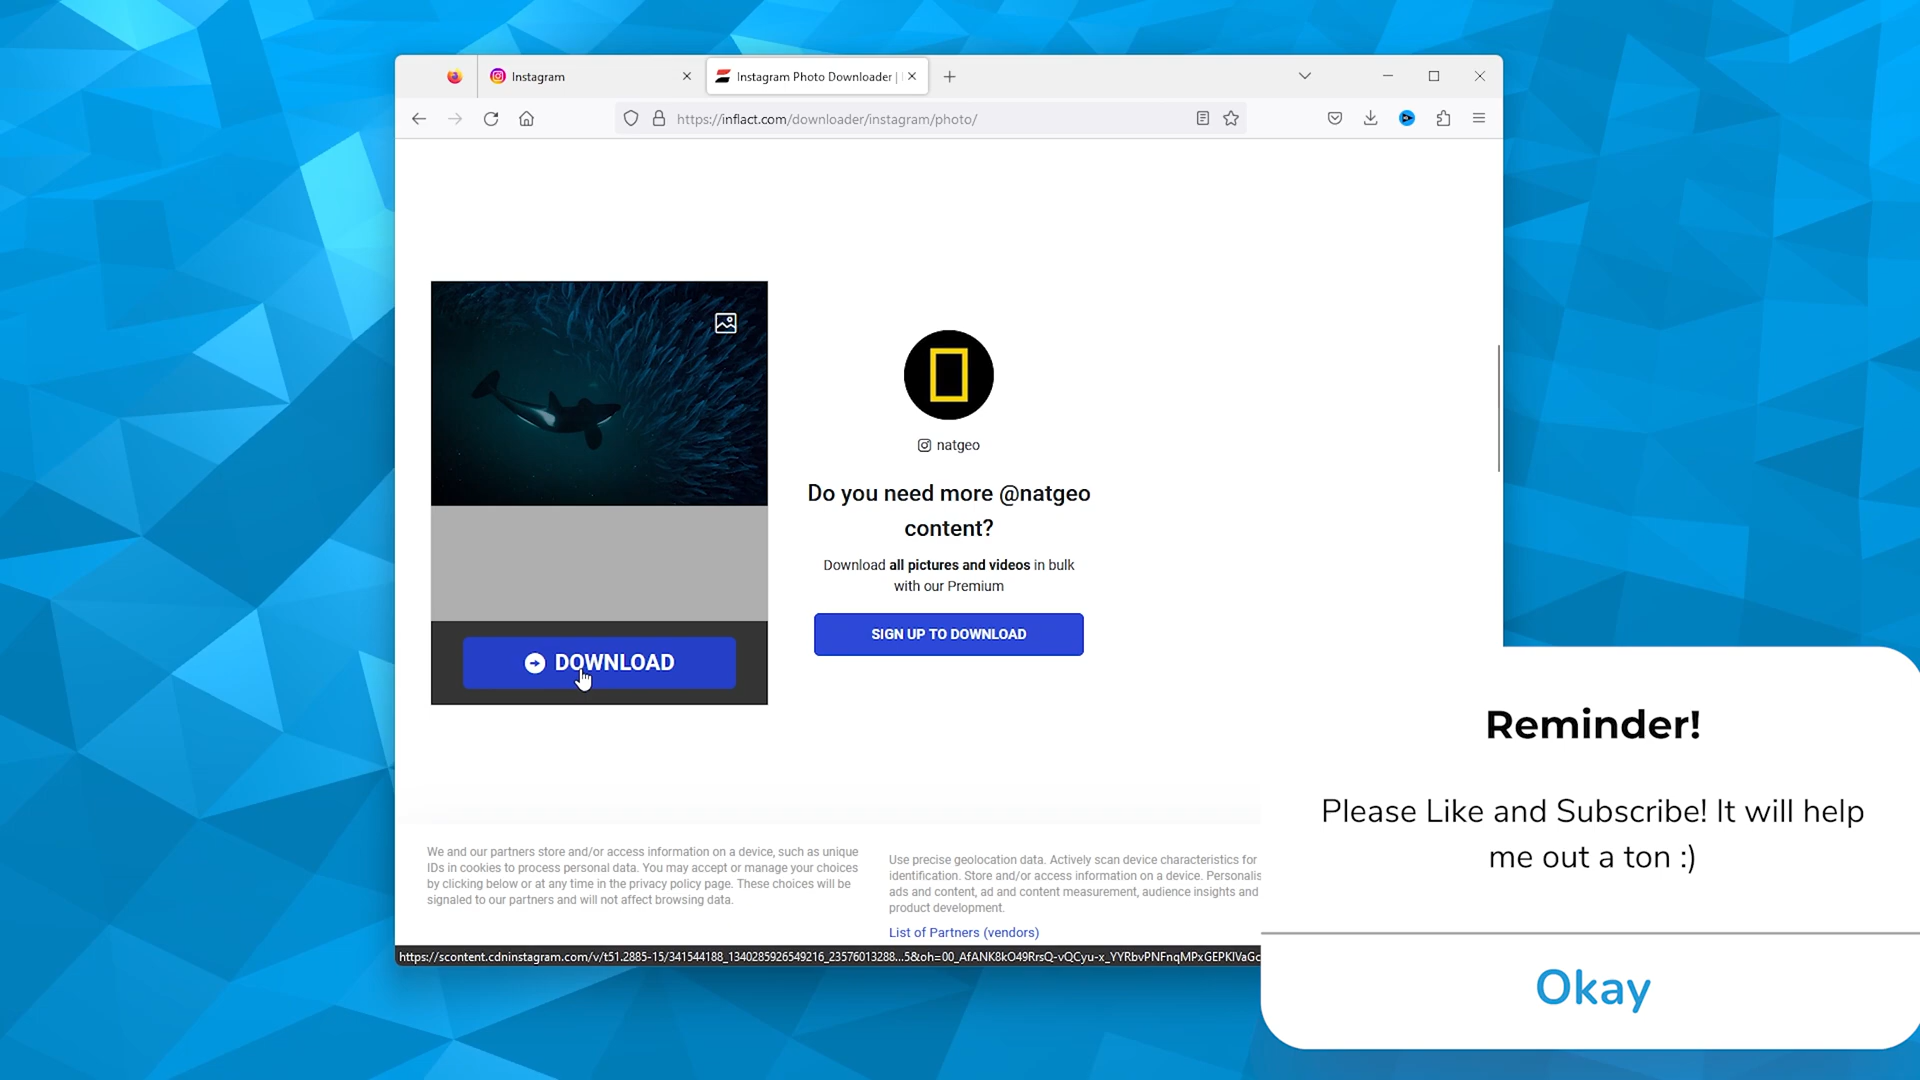 Instagram
Instagram Photo Downloader |
https://inflact.com/downloader/instagram/photo/
natgeo
Do you need more @natgeo
content?
Download all pictures and videos in bulk
with our Premium
SIGN UP TO DOWNLOAD
DOWNLOAD
Reminder!
Please Like and Subscribe! It will help
me out a ton :)
Okay
We and our partners store and/or access information on a device, such as unique
IDs in cookies to process personal data. You may accept or manage your choices
by clicking below or at any time in the privacy policy page. These choices will be
signaled to our partners and will not affect browsing data.
Use precise geolocation data. Actively scan device characteristics for
identification. Store and/or access information on a device. Personalis
ads and content, ad and content measurement, audience insights and
product development.
List of Partners (vendors)
https://scontent.cdninstagram.com/v/t51.2885-15/341544188_1340285926549216_23576013288...5&oh=00_AfANK8kO49RrsQ-vQCyu-x_YYRbvPNFnqMPxGEPKlVaGc